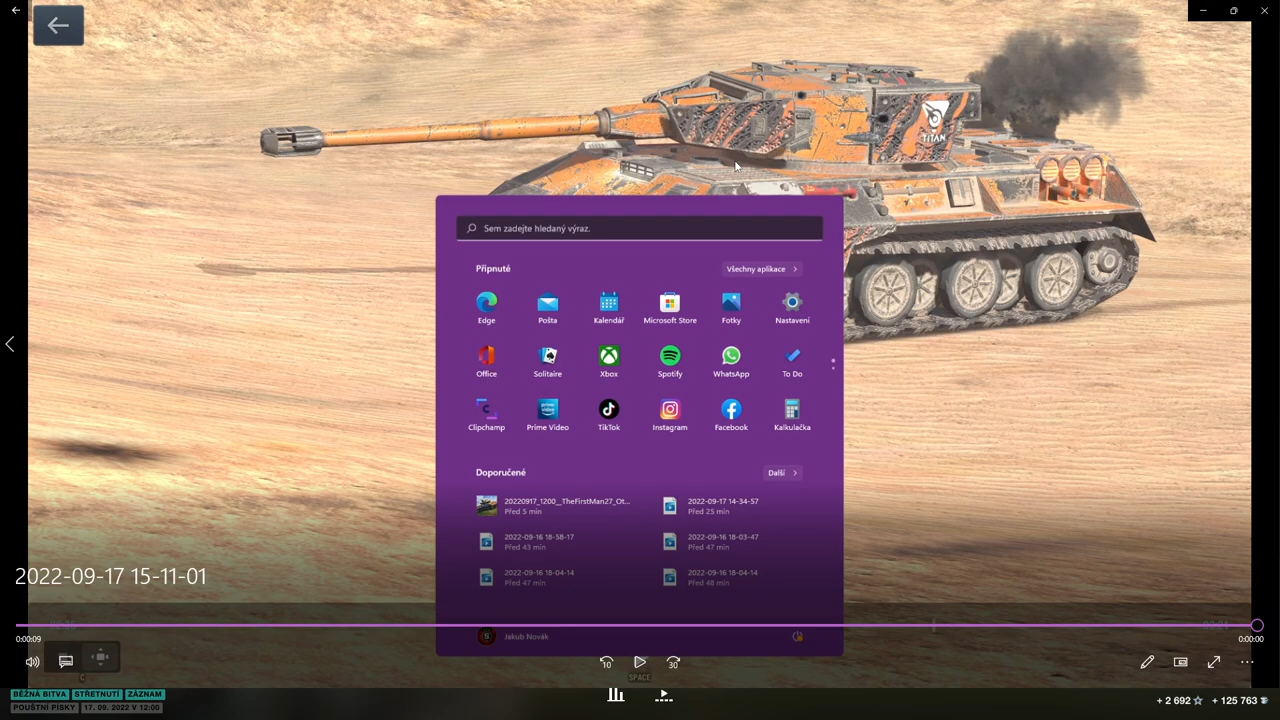 TITAN
Sem zadejte hledaný výraz.
Připnuté
Všechny aplikace
Edge
Pošta
Kalendář
Microsoft Store
Fotky
Nastavení
Office
Solitaire
Xbox
Spotify
WhatsApp
To Do
Clipchamp
Prime Video
TikTok
Instagram
Facebook
Kalkulačka
Doporučené
Další
20220917_1200__TheFirstMan27_Ot...
Před 5 min
2022-09-17 14-34-57
Před 25 min
2022-09-16 18-58-17
Před 43 min
2022-09-16 18-03-47
Před 47 min
2022-09-16 18-04-14
Před 47 min
2022-09-16 18-04-14
Před 48 min
2022-09-17 15-11-01
0:00:09
0:00:00
Jakub Novák
10
30
C
SPACE
BĚŽNÁ BITVA STŘETNUTÍ ZÁZNAM
POUŠTNÍ PÍSKY 17. 09. 2022 V 12:00
+ 2 692
+ 125 763